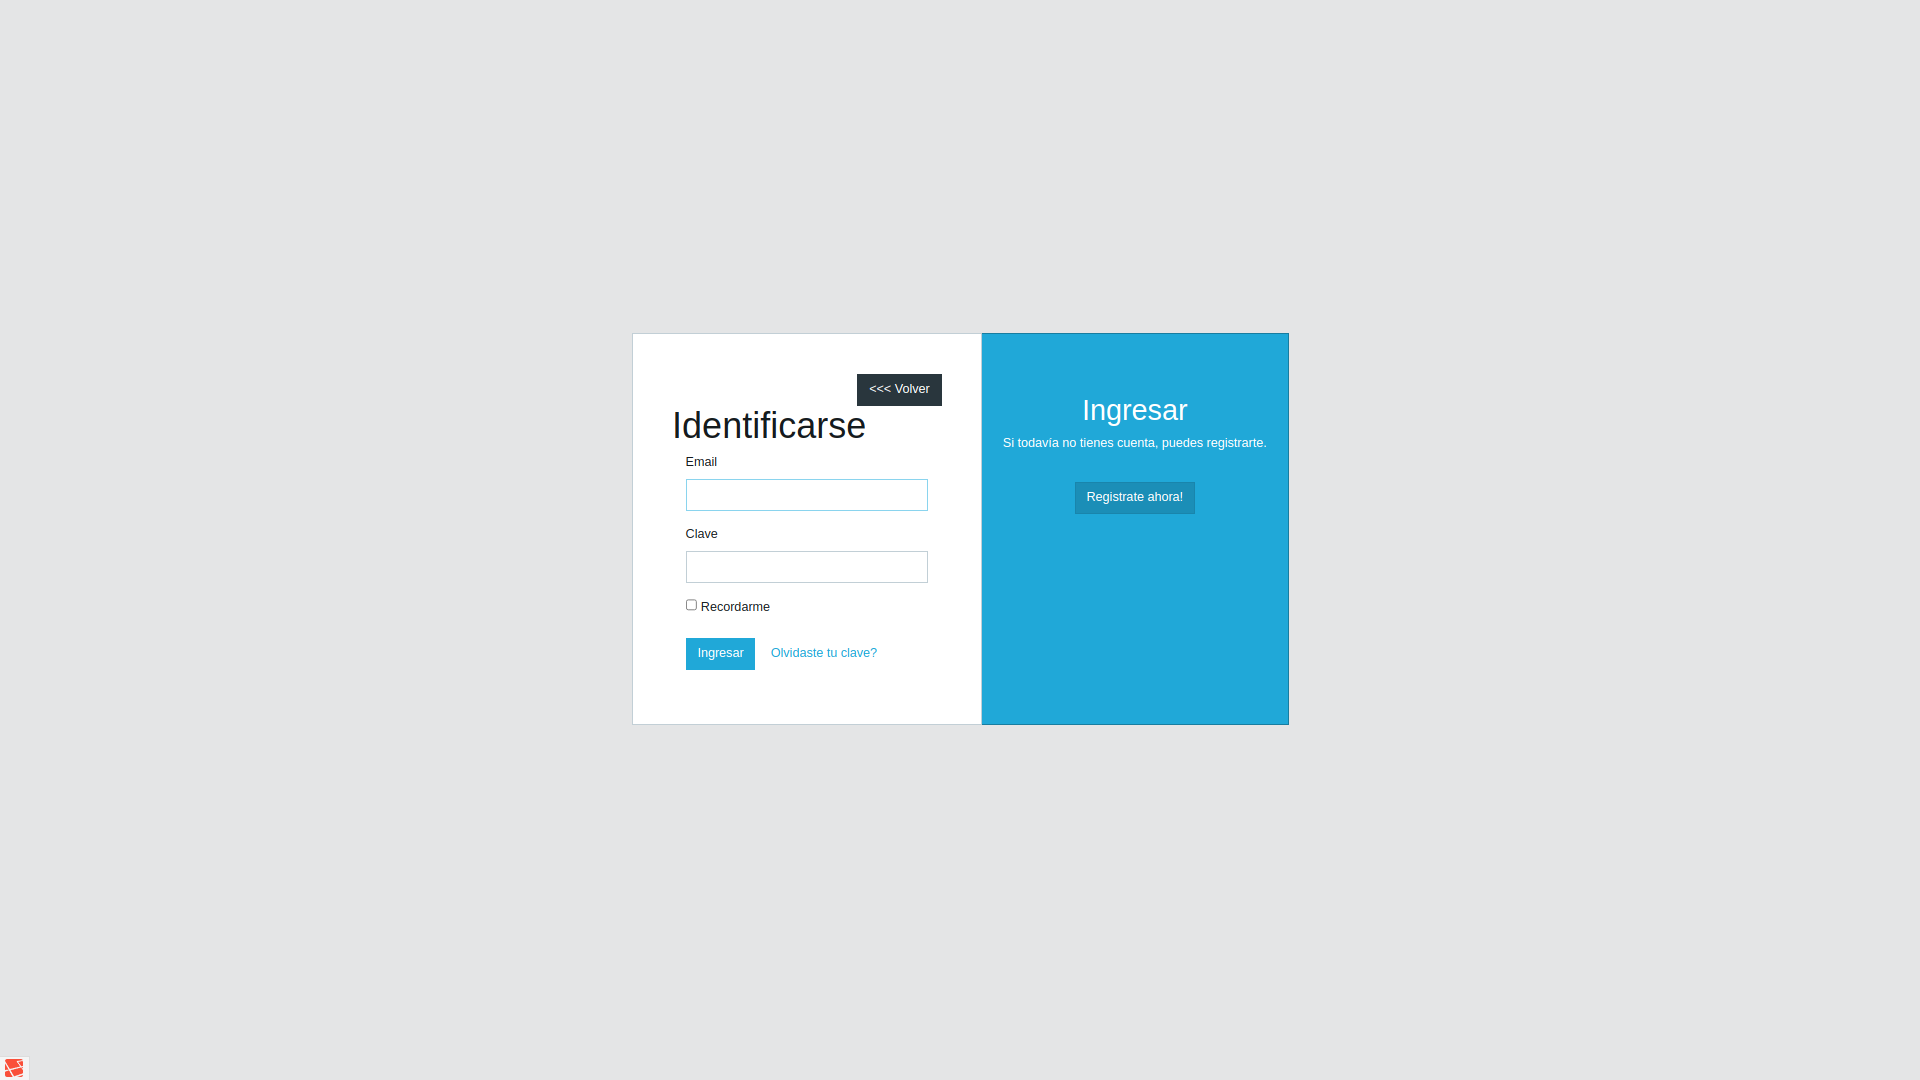 <<< Volver
Identificarse
Email
Clave
Recordarme
Ingresar Olvidaste tu clave?
Ingresar
Si todavía no tienes cuenta, puedes registrarte.
Registrate ahora!